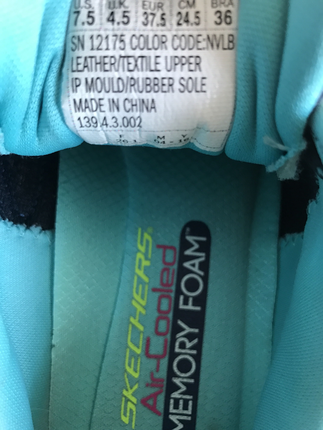 U.S. U.K. EUR CM BRA
7.5 4.5 37.5 24.5 36
SN 12175 COLOR CODE:NVLB
LEATHER/TEXTILE UPPER
IP MOULD/RUBBER SOLE
MADE IN CHINA
139.4.3.002
SKECHERS
Air-Cooled
MEMORY FOAM™